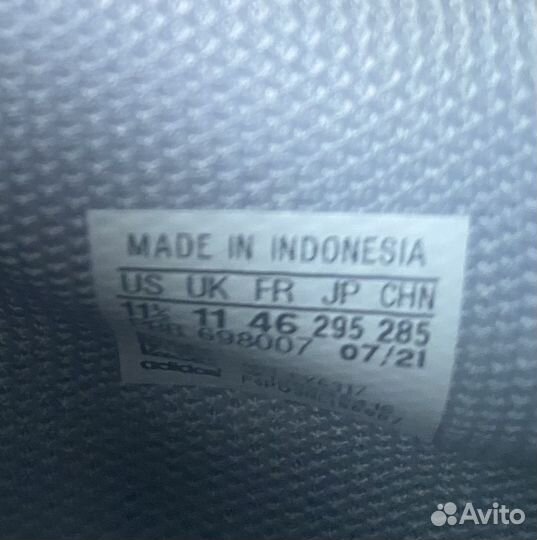 MADE IN INDONESIA
US UK FR JP CHN
11½ 11 46 295 285
698007 07/21
adidas
Avito